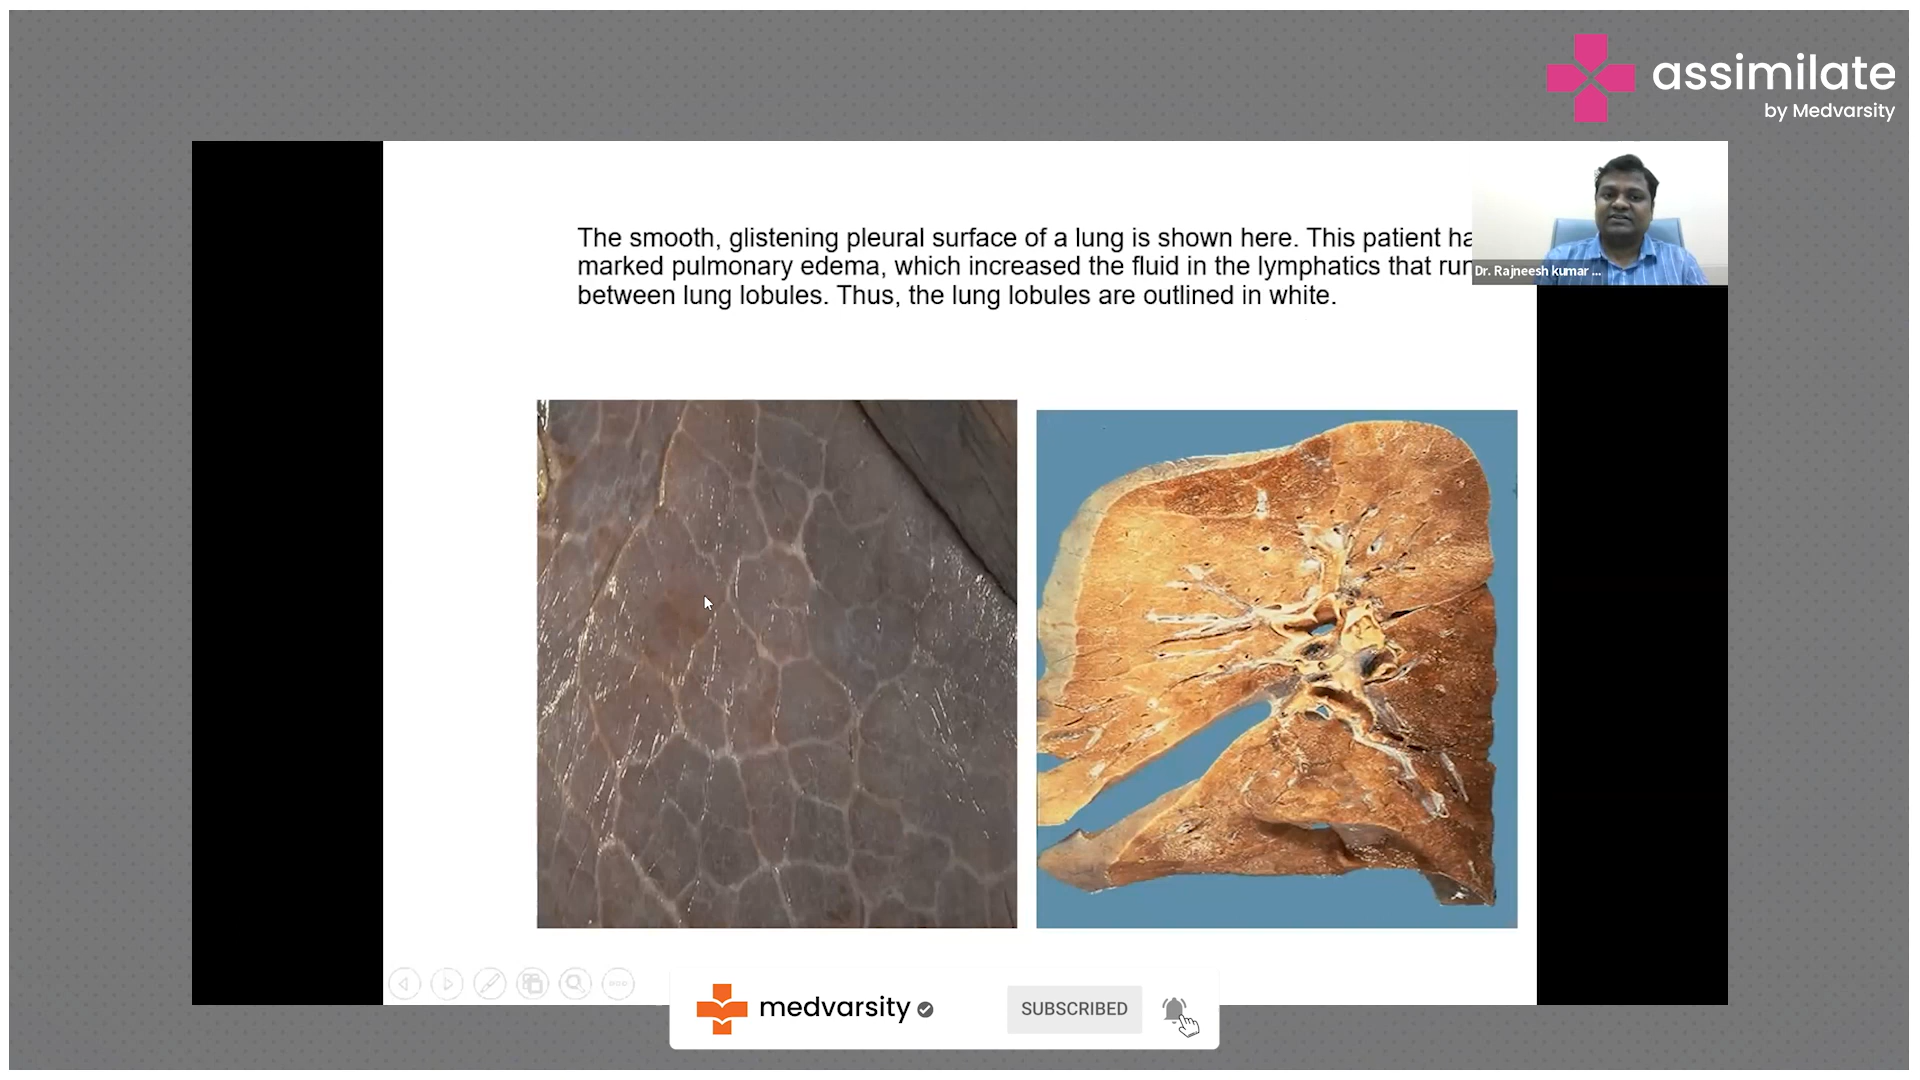 assimilate
by Medvarsity
The smooth, glistening pleural surface of a lung is shown here. This patient ha
marked pulmonary edema, which increased the fluid in the lymphatics that run
between lung lobules. Thus, the lung lobules are outlined in white.
Dr. Rajneesh kumar ...
medvarsity
SUBSCRIBED